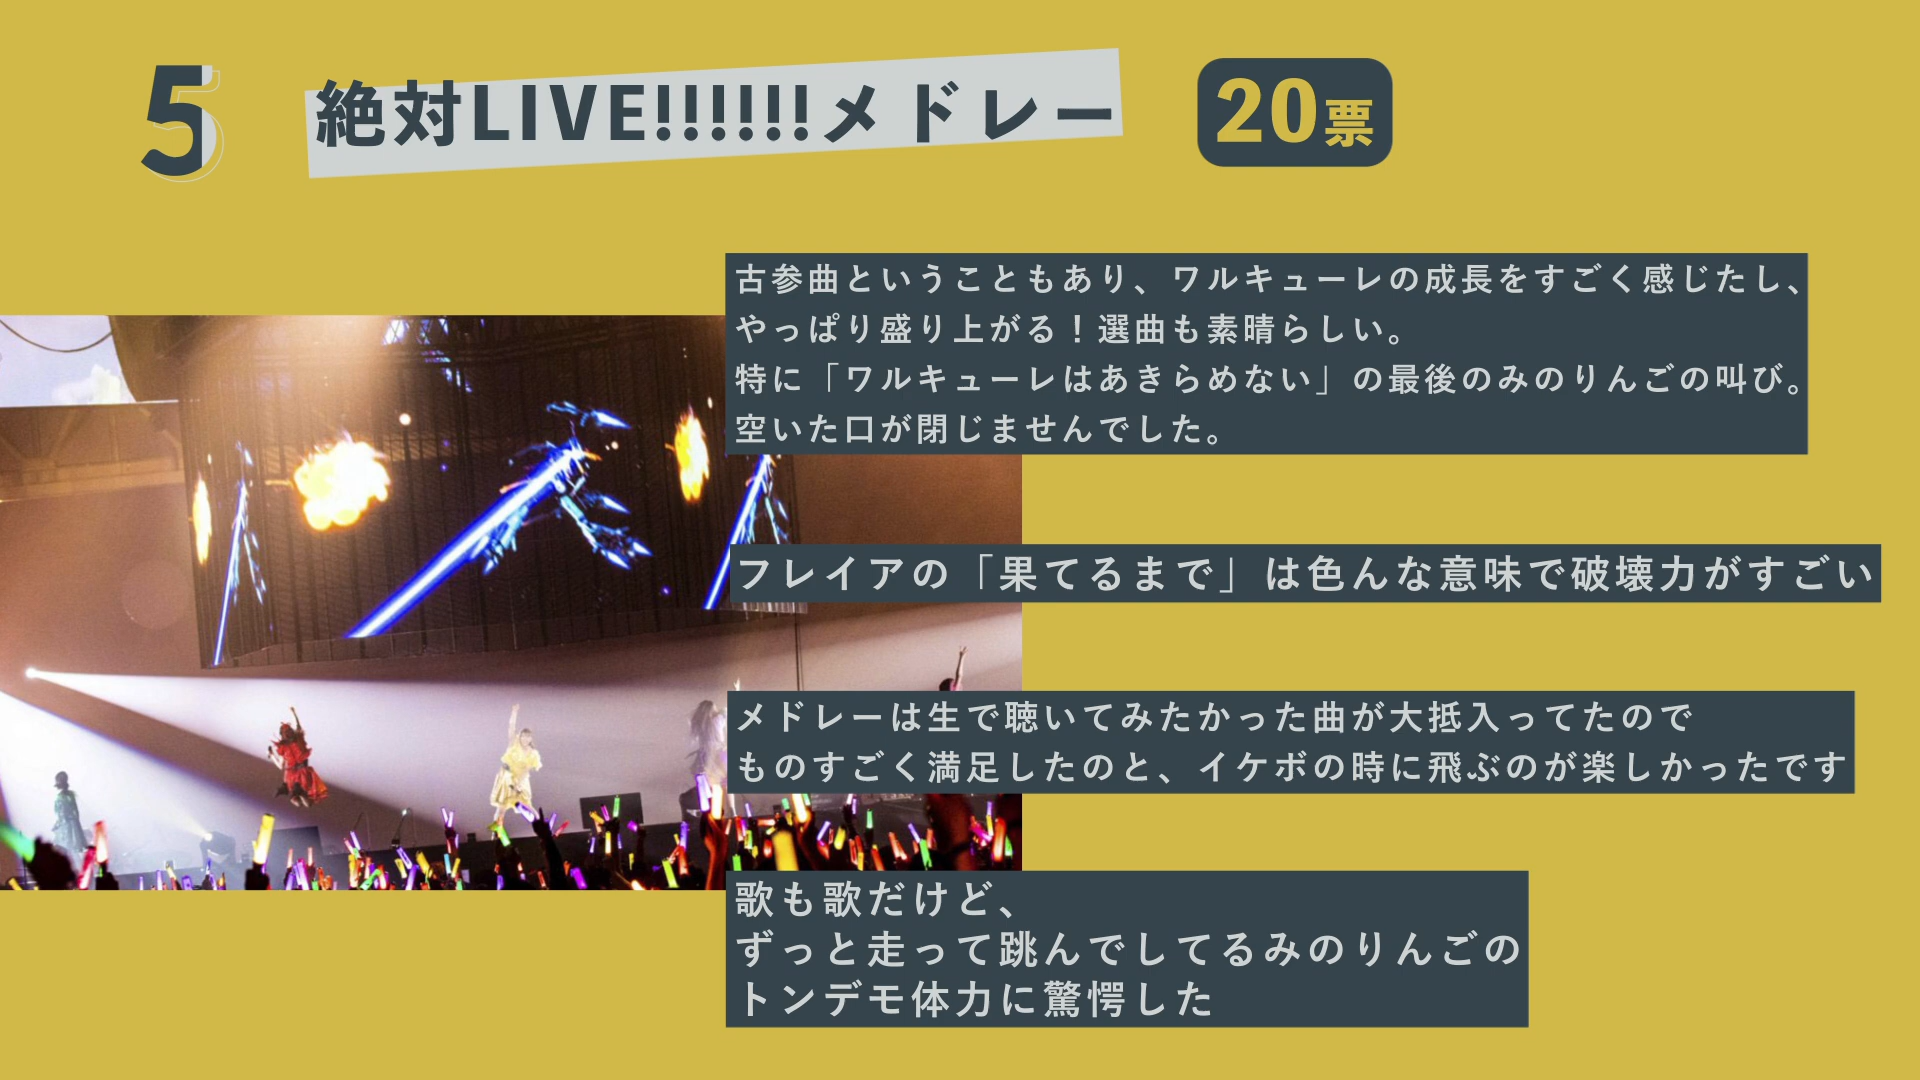 5
絶対LIVE!!!!!!メドレー
20票
古参曲ということもあり、ワルキューレの成長をすごく感じたし、
やっぱり盛り上がる！選曲も素晴らしい。
特に「ワルキューレはあきらめない」の最後のみのりんごの叫び。
空いた口が閉じませんでした。
フレイアの「果てるまで」は色んな意味で破壊力がすごい
メドレーは生で聴いてみたかった曲が大抵入ってたので
ものすごく満足したのと、イケボの時に飛ぶのが楽しかったです
歌も歌だけど、
ずっと走って跳んでしてるみのりんごの
トンデモ体力に驚愕した